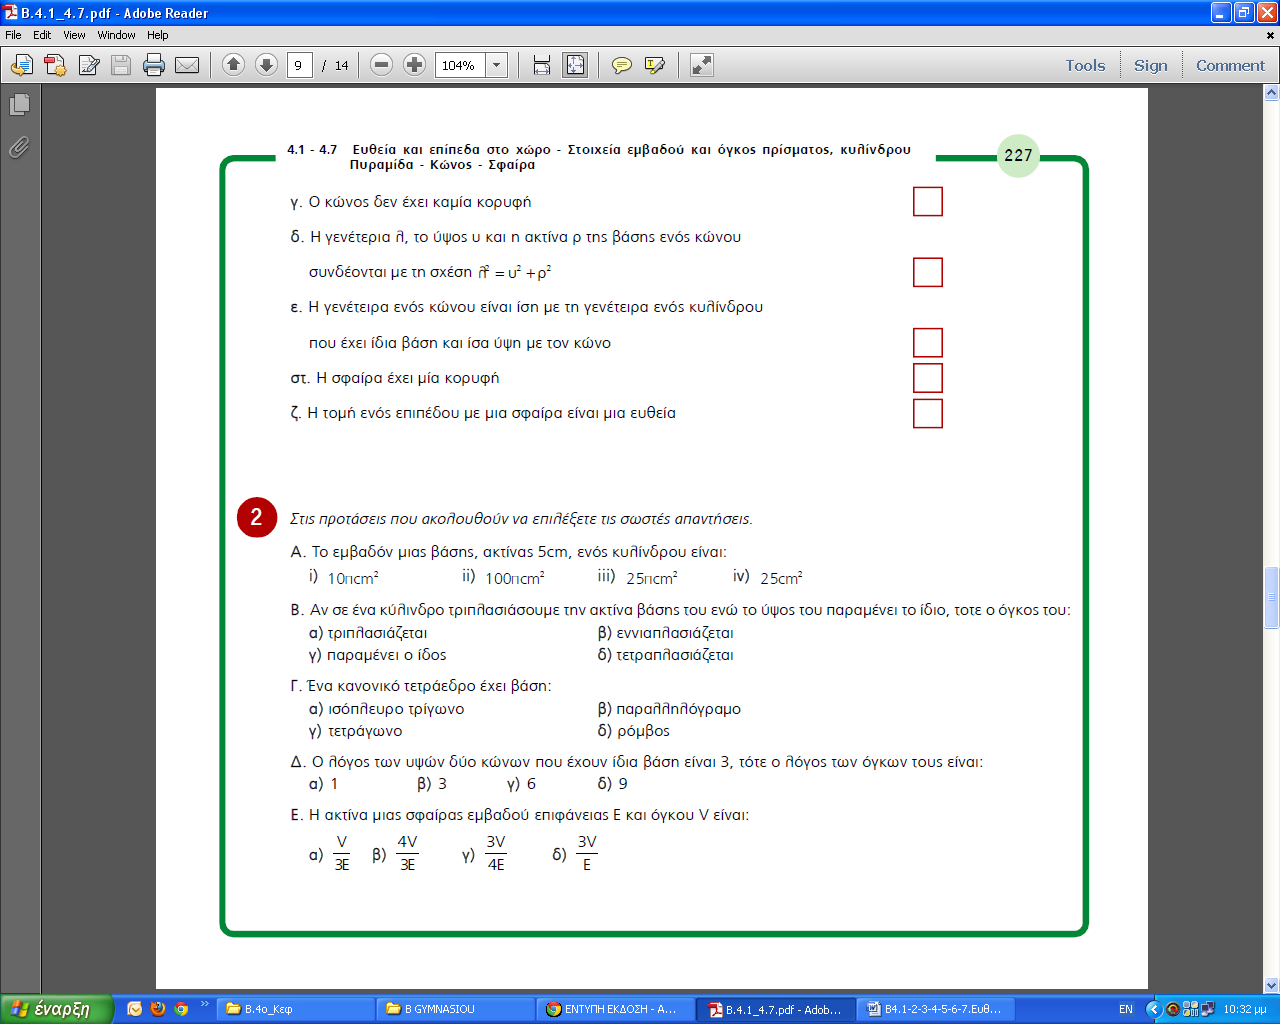 B.4.1_4.7.pdf - Adobe Reader
File Edit View Window Help
9 / 14 104% Tools Sign Comment
4.1 - 4.7 Ευθεία και επίπεδα στο χώρο - Στοιχεία εμβαδού και όγκος πρίσματος, κυλίνδρου
Πυραμίδα - Κώνος - Σφαίρα
227
γ. Ο κώνος δεν έχει καμία κορυφή
δ. Η γενέτερια λ, το ύψος υ και η ακτίνα ρ της βάσης ενός κώνου
συνδέονται με τη σχέση λ² = υ² + ρ²
ε. Η γενέτειρα ενός κώνου είναι ίση με τη γενέτειρα ενός κυλίνδρου
που έχει ίδια βάση και ίσα ύψη με τον κώνο
στ. Η σφαίρα έχει μία κορυφή
ζ. Η τομή ενός επιπέδου με μια σφαίρα είναι μια ευθεία
2 Στις προτάσεις που ακολουθούν να επιλέξετε τις σωστές απαντήσεις.
Α. Το εμβαδόν μιας βάσης, ακτίνας 5cm, ενός κυλίνδρου είναι:
i) 10πcm² ii) 100πcm² iii) 25πcm² iv) 25cm²
Β. Αν σε ένα κύλινδρο τριπλασιάσουμε την ακτίνα βάσης του ενώ το ύψος του παραμένει το ίδιο, τοτε ο όγκος του:
α) τριπλασιάζεται β) εννιαπλασιάζεται
γ) παραμένει ο ίδος δ) τετραπλασιάζεται
Γ. Ένα κανονικό τετράεδρο έχει βάση:
α) ισόπλευρο τρίγωνο β) παραλληλόγραμο
γ) τετράγωνο δ) ρόμβος
Δ. Ο λόγος των υψών δύο κώνων που έχουν ίδια βάση είναι 3, τότε ο λόγος των όγκων τους είναι:
α) 1 β) 3 γ) 6 δ) 9
Ε. Η ακτίνα μιας σφαίρας εμβαδού επιφάνειας Ε και όγκου V είναι:
α) V/3E β) 4V/3E γ) 3V/4E δ) 3V/E
έναρξη B.4ο_Κεφ B GYMNASIOU ΕΝΤΥΠΗ ΕΚΔΟΣΗ - Α... B.4.1_4.7.pdf - Adob... B4.1-2-3-4-5-6-7.Ευθ... EN 10:32 μμ